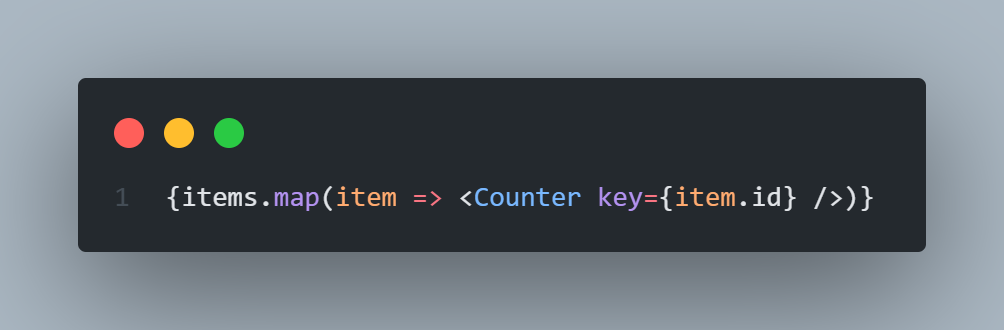 1 {items.map(item => <Counter key={item.id} />)}